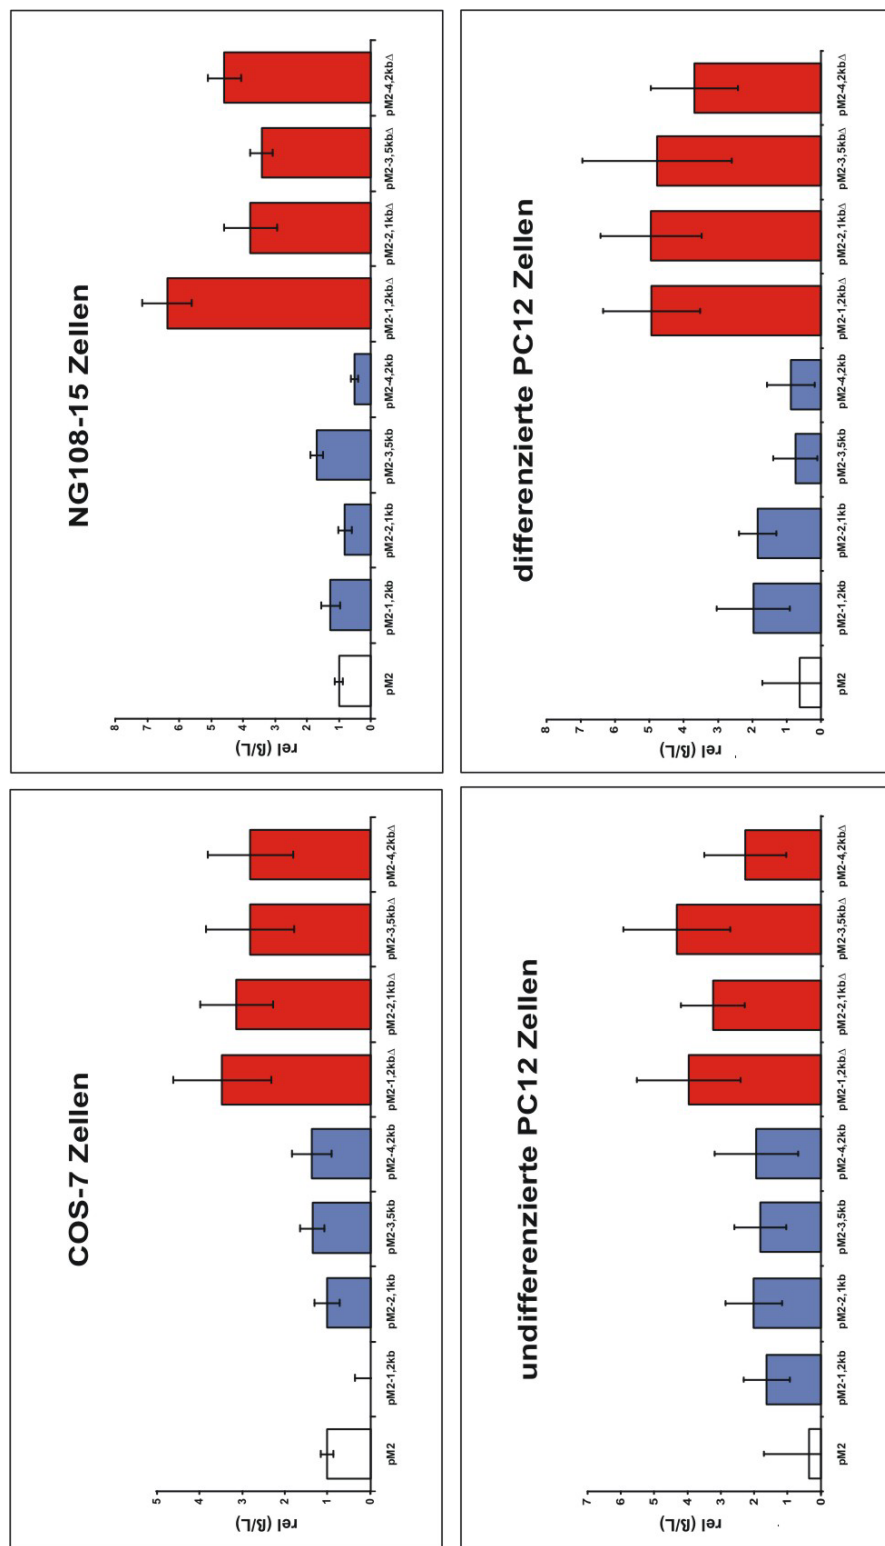 COS-7 Zellen
rel (ß/L)
5
4
3
2
1
0
pM2
pM2-1,2kb
pM2-2,1kb
pM2-3,5kb
pM2-4,2kb
pM2-1,2kbΔ
pM2-2,1kbΔ
pM2-3,5kbΔ
pM2-4,2kbΔ
NG108-15 Zellen
rel (ß/L)
8
7
6
5
4
3
2
1
0
pM2
pM2-1,2kb
pM2-2,1kb
pM2-3,5kb
pM2-4,2kb
pM2-1,2kbΔ
pM2-2,1kbΔ
pM2-3,5kbΔ
pM2-4,2kbΔ
undifferenzierte PC12 Zellen
rel (ß/L)
7
6
5
4
3
2
1
0
pM2
pM2-1,2kb
pM2-2,1kb
pM2-3,5kb
pM2-4,2kb
pM2-1,2kbΔ
pM2-2,1kbΔ
pM2-3,5kbΔ
pM2-4,2kbΔ
differenzierte PC12 Zellen
rel (ß/L)
8
7
6
5
4
3
2
1
0
pM2
pM2-1,2kb
pM2-2,1kb
pM2-3,5kb
pM2-4,2kb
pM2-1,2kbΔ
pM2-2,1kbΔ
pM2-3,5kbΔ
pM2-4,2kbΔ